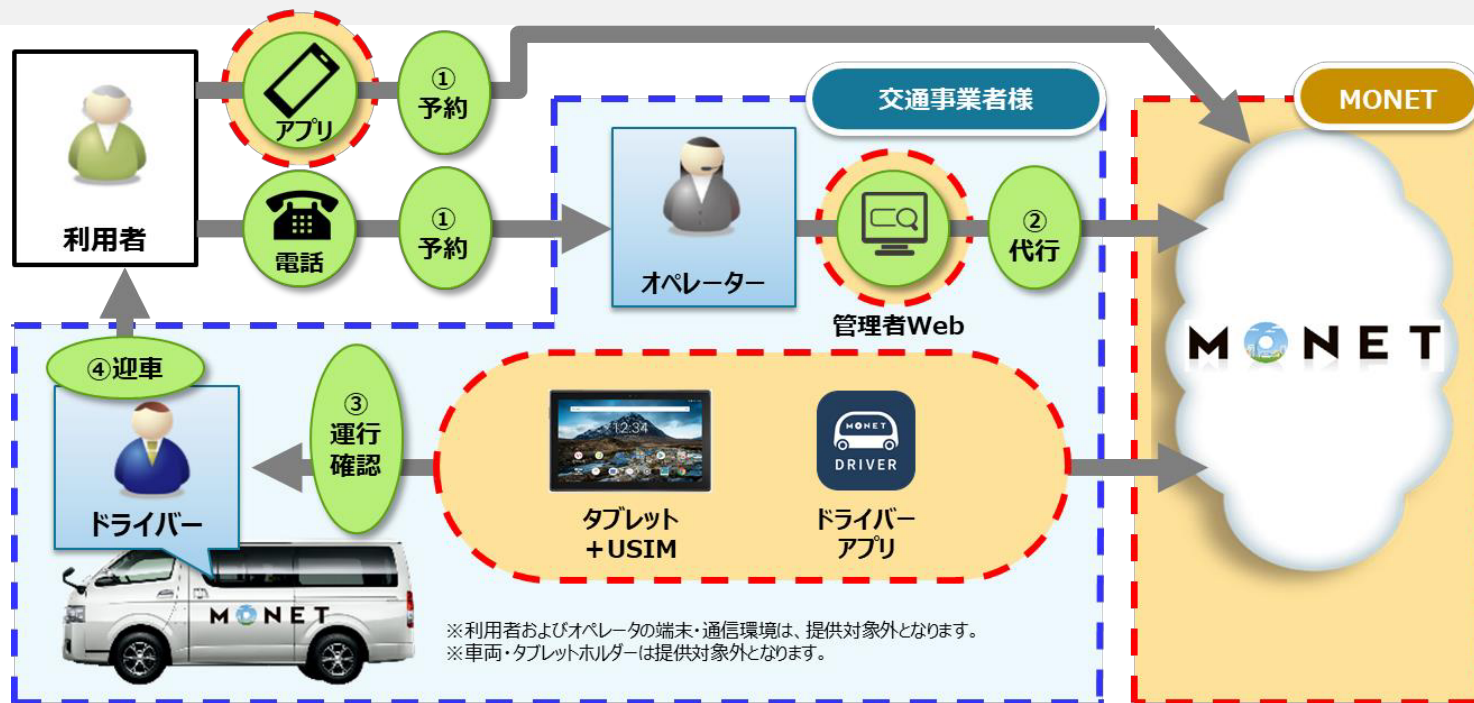 アプリ
①
予約
交通事業者様
MONET
利用者
電話
①
予約
オペレーター
管理者Web
②
代行
MONET
④迎車
ドライバー
③
運行
確認
12:34
タブレット
+USIM
MONET
DRIVER
ドライバー
アプリ
MONET
※利用者およびオペレータの端末・通信環境は、提供対象外となります。
※車両・タブレットホルダーは提供対象外となります。